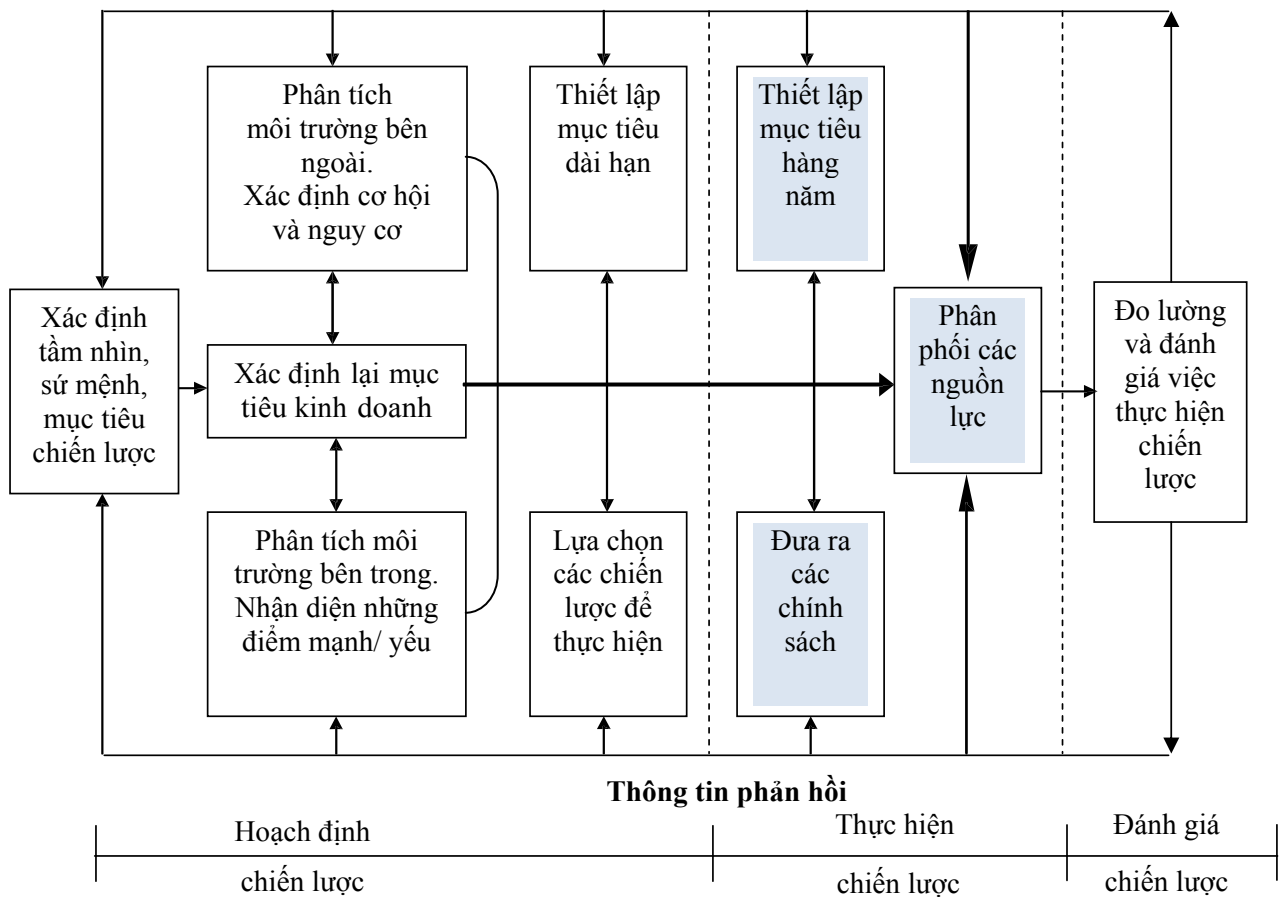 Phân tích
môi trường bên
ngoài.
Xác định cơ hội
và nguy cơ
Thiết lập
mục tiêu
dài hạn
Thiết lập
mục tiêu
hàng
năm
Xác định
tầm nhìn,
sứ mệnh,
mục tiêu
chiến lược
Xác định lại mục
tiêu kinh doanh
Phân
phối các
nguồn
lực
Đo lường
và đánh
giá việc
thực hiện
chiến
lược
Phân tích môi
trường bên trong.
Nhận diện những
điểm mạnh/ yếu
Lựa chọn
các chiến
lược để
thực hiện
Đưa ra
các
chính
sách
Thông tin phản hồi
Hoạch định
chiến lược
Thực hiện
chiến lược
Đánh giá
chiến lược